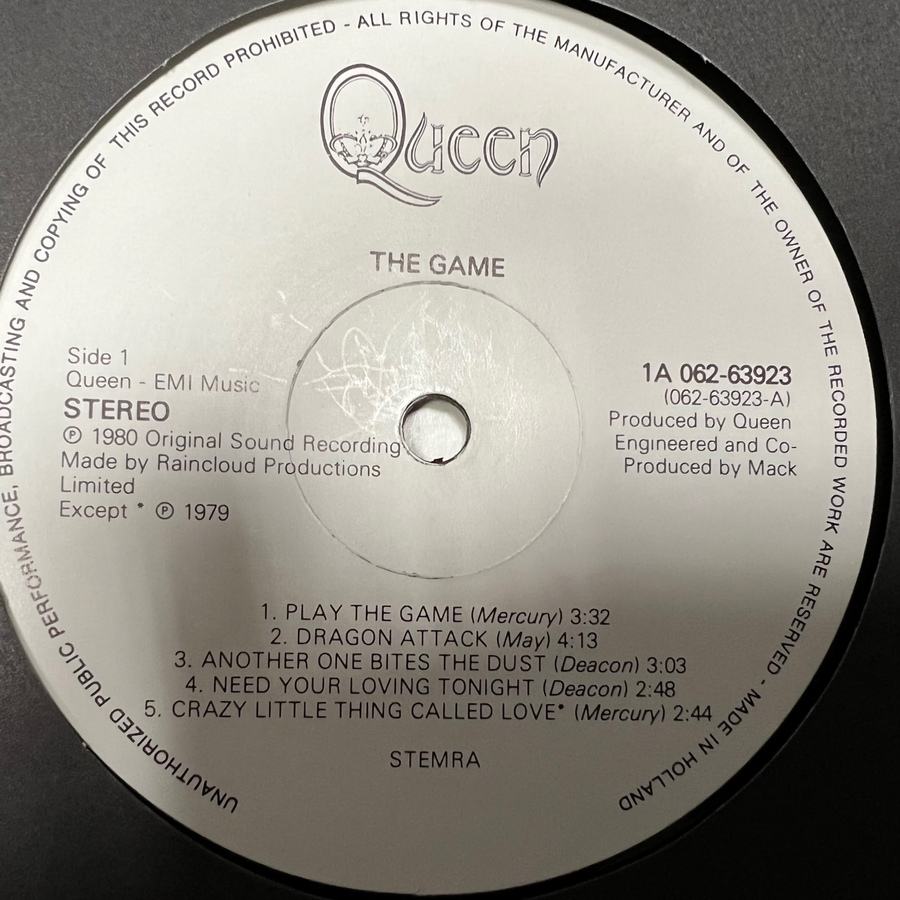 UNAUTHORIZED PUBLIC PERFORMANCE, BROADCASTING AND COPYING OF THIS RECORD PROHIBITED - ALL RIGHTS OF THE MANUFACTURER AND OF THE OWNER OF THE RECORDED WORK ARE RESERVED - MADE IN HOLLAND
Queen
THE GAME
Side 1
Queen - EMI Music
STEREO
℗ 1980 Original Sound Recording
Made by Raincloud Productions
Limited
Except * ℗ 1979
1A 062-63923
(062-63923-A)
Produced by Queen
Engineered and Co-
Produced by Mack
1. PLAY THE GAME (Mercury) 3:32
2. DRAGON ATTACK (May) 4:13
3. ANOTHER ONE BITES THE DUST (Deacon) 3:03
4. NEED YOUR LOVING TONIGHT (Deacon) 2:48
5. CRAZY LITTLE THING CALLED LOVE* (Mercury) 2:44
STEMRA